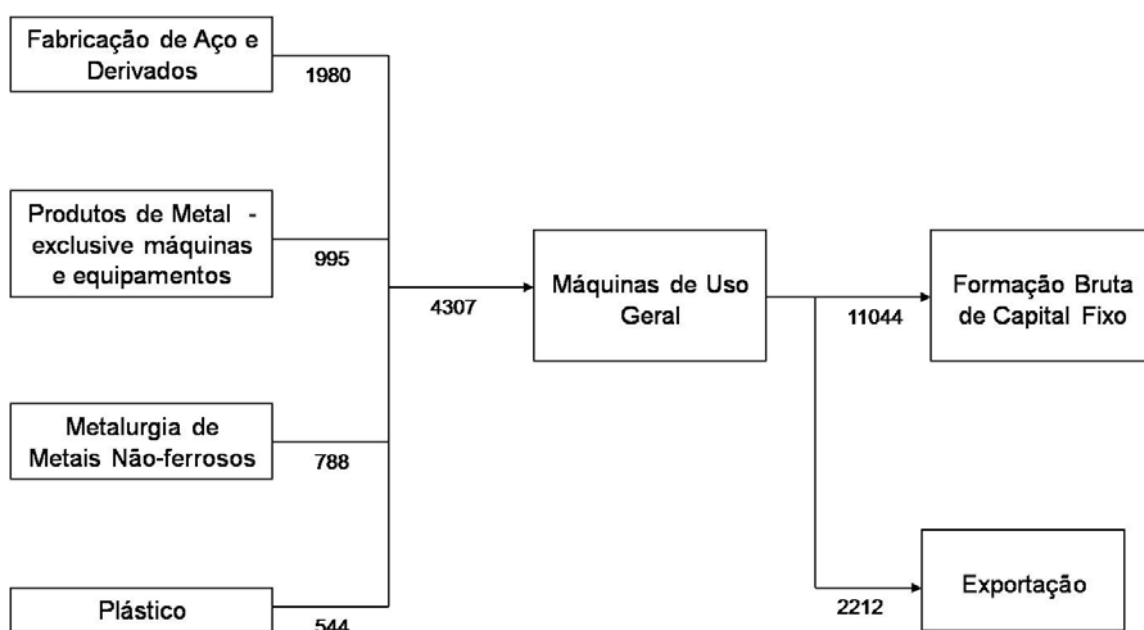 Fabricação de Aço e
Derivados
1980
Produtos de Metal -
exclusive máquinas
e equipamentos
995
4307
Máquinas de Uso
Geral
11044
Formação Bruta
de Capital Fixo
Metalurgia de
Metais Não-ferrosos
788
Plástico
544
2212
Exportação